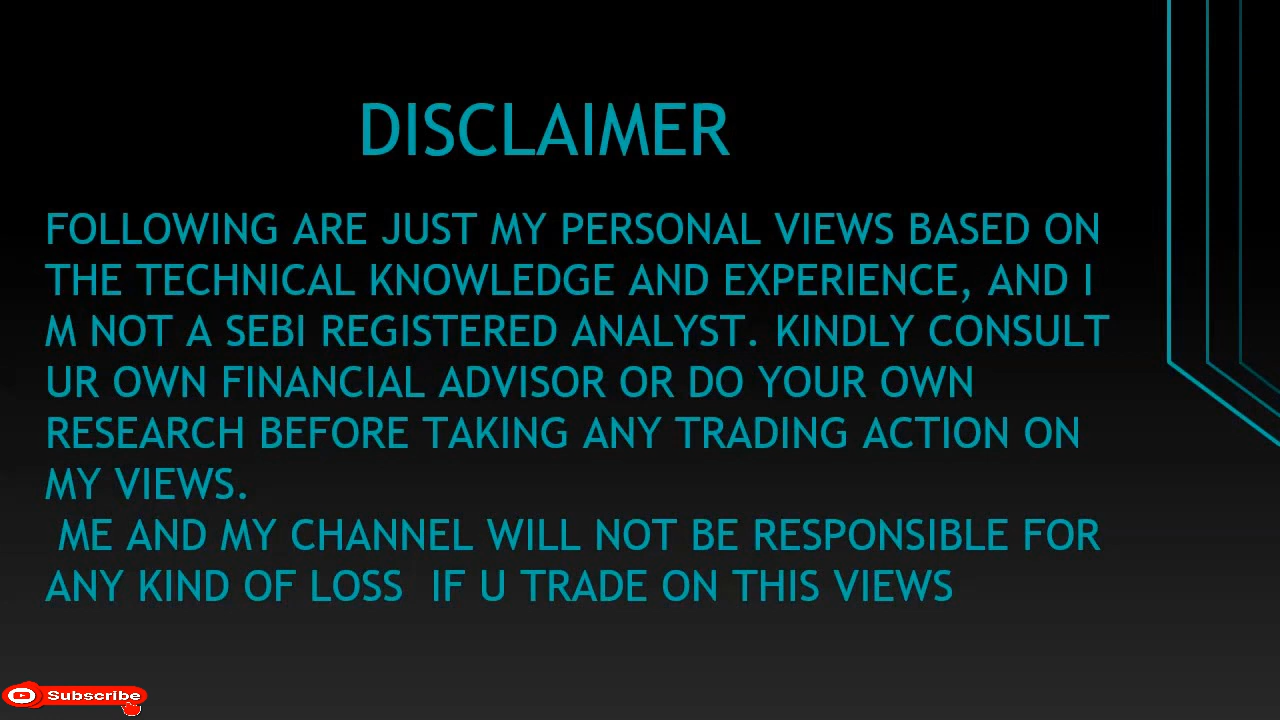 DISCLAIMER
FOLLOWING ARE JUST MY PERSONAL VIEWS BASED ON
THE TECHNICAL KNOWLEDGE AND EXPERIENCE, AND I
M NOT A SEBI REGISTERED ANALYST. KINDLY CONSULT
UR OWN FINANCIAL ADVISOR OR DO YOUR OWN
RESEARCH BEFORE TAKING ANY TRADING ACTION ON
MY VIEWS.
ME AND MY CHANNEL WILL NOT BE RESPONSIBLE FOR
ANY KIND OF LOSS  IF U TRADE ON THIS VIEWS
Subscribe